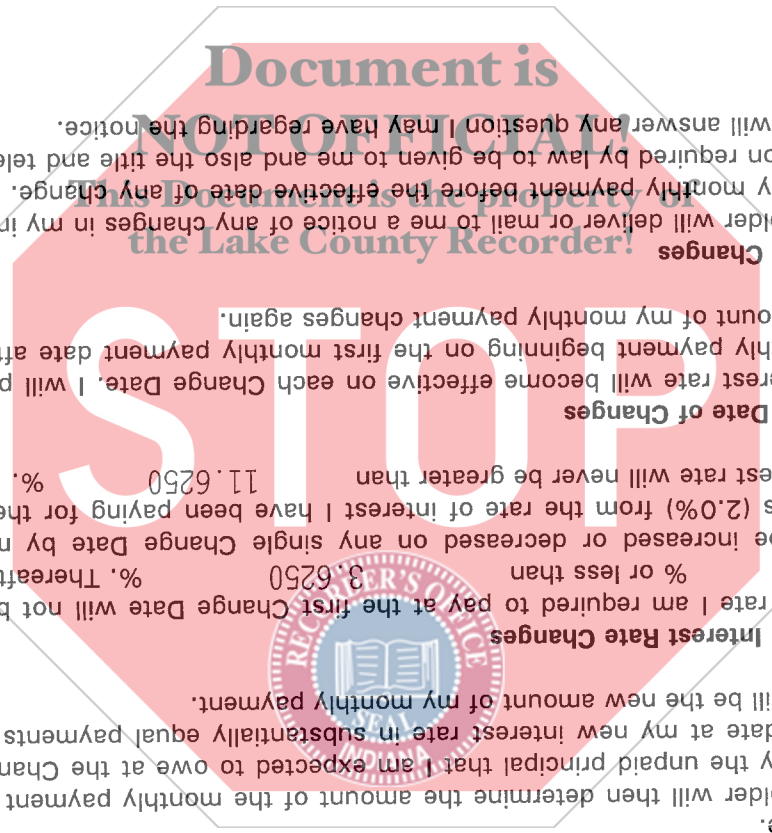 Document is
NOT OFFICIAL!
This Document is the property of
the Lake County Recorder!
STOP
RECORDER'S OFFICE
SEAL
INDIANA
e.
older will then determine the amount of the monthly payment
y the unpaid principal that I am expected to owe at the Chan
date at my new interest rate in substantially equal payments
ill be the new amount of my monthly payment.
Interest Rate Changes
rate I am required to pay at the first Change Date will not b
% or less than 3.6250 %. Thereaft
be increased or decreased on any single Change Date by n
s (2.0%) from the rate of interest I have been paying for the
est rate will never be greater than 11.6250 %.
Date of Changes
erest rate will become effective on each Change Date. I will p
hly payment beginning on the first monthly payment date aft
ount of my monthly payment changes again.
Changes
older will deliver or mail to me a notice of any changes in my in
y monthly payment before the effective date of any change.
on required by law to be given to me and also the title and tele
will answer any question I may have regarding the notice.